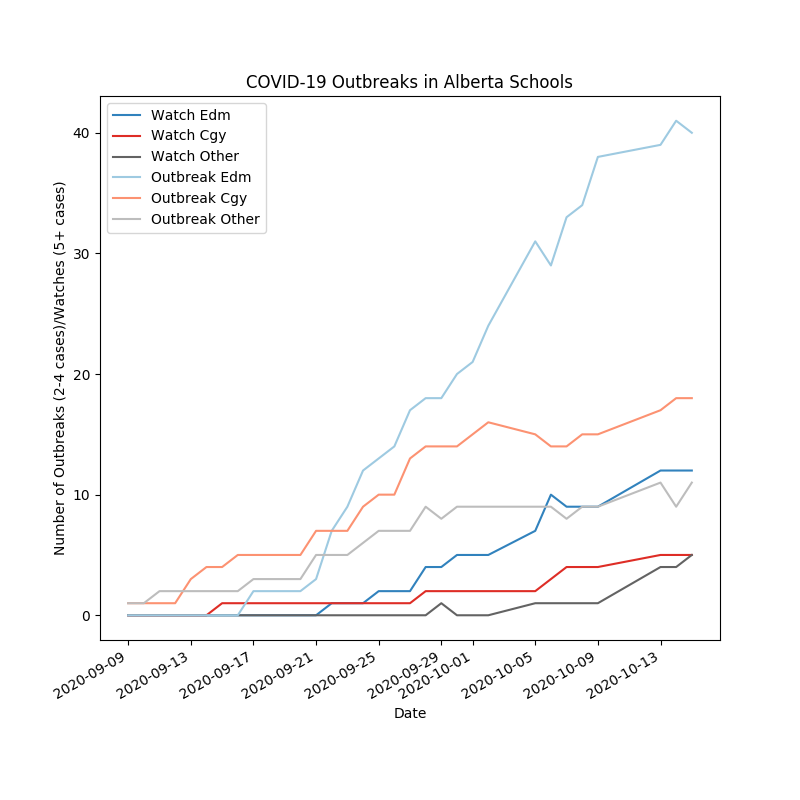 COVID-19 Outbreaks in Alberta Schools
Watch Edm
Watch Cgy
Watch Other
Outbreak Edm
Outbreak Cgy
Outbreak Other
Number of Outbreaks (2-4 cases)/Watches (5+ cases)
40
30
20
10
0
2020-09-09
2020-09-13
2020-09-17
2020-09-21
2020-09-25
2020-09-29
2020-10-01
2020-10-05
2020-10-09
2020-10-13
Date